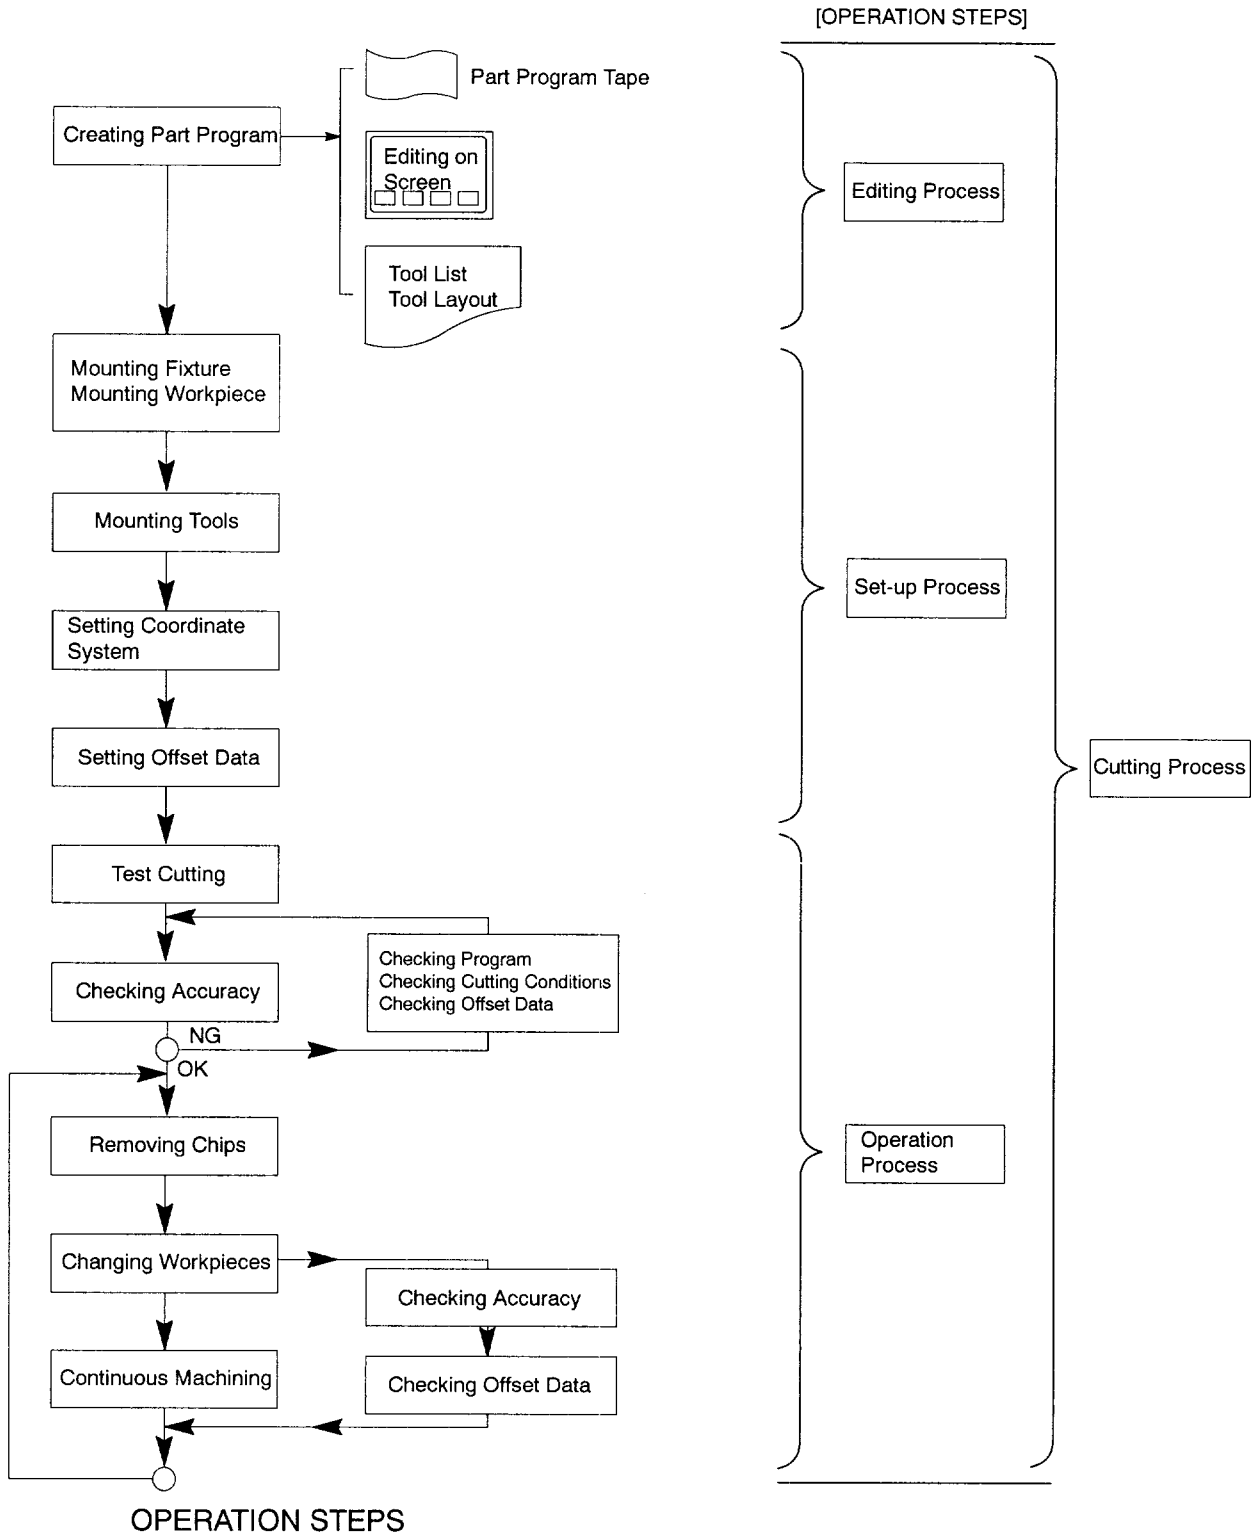 [OPERATION STEPS]
Part Program Tape
Creating Part Program
Editing on
Screen
Editing Process
Tool List
Tool Layout
Mounting Fixture
Mounting Workpiece
Mounting Tools
Set-up Process
Setting Coordinate
System
Setting Offset Data
Cutting Process
Test Cutting
Checking Program
Checking Cutting Conditions
Checking Offset Data
Checking Accuracy
NG
OK
Removing Chips
Operation
Process
Changing Workpieces
Checking Accuracy
Continuous Machining
Checking Offset Data
OPERATION STEPS